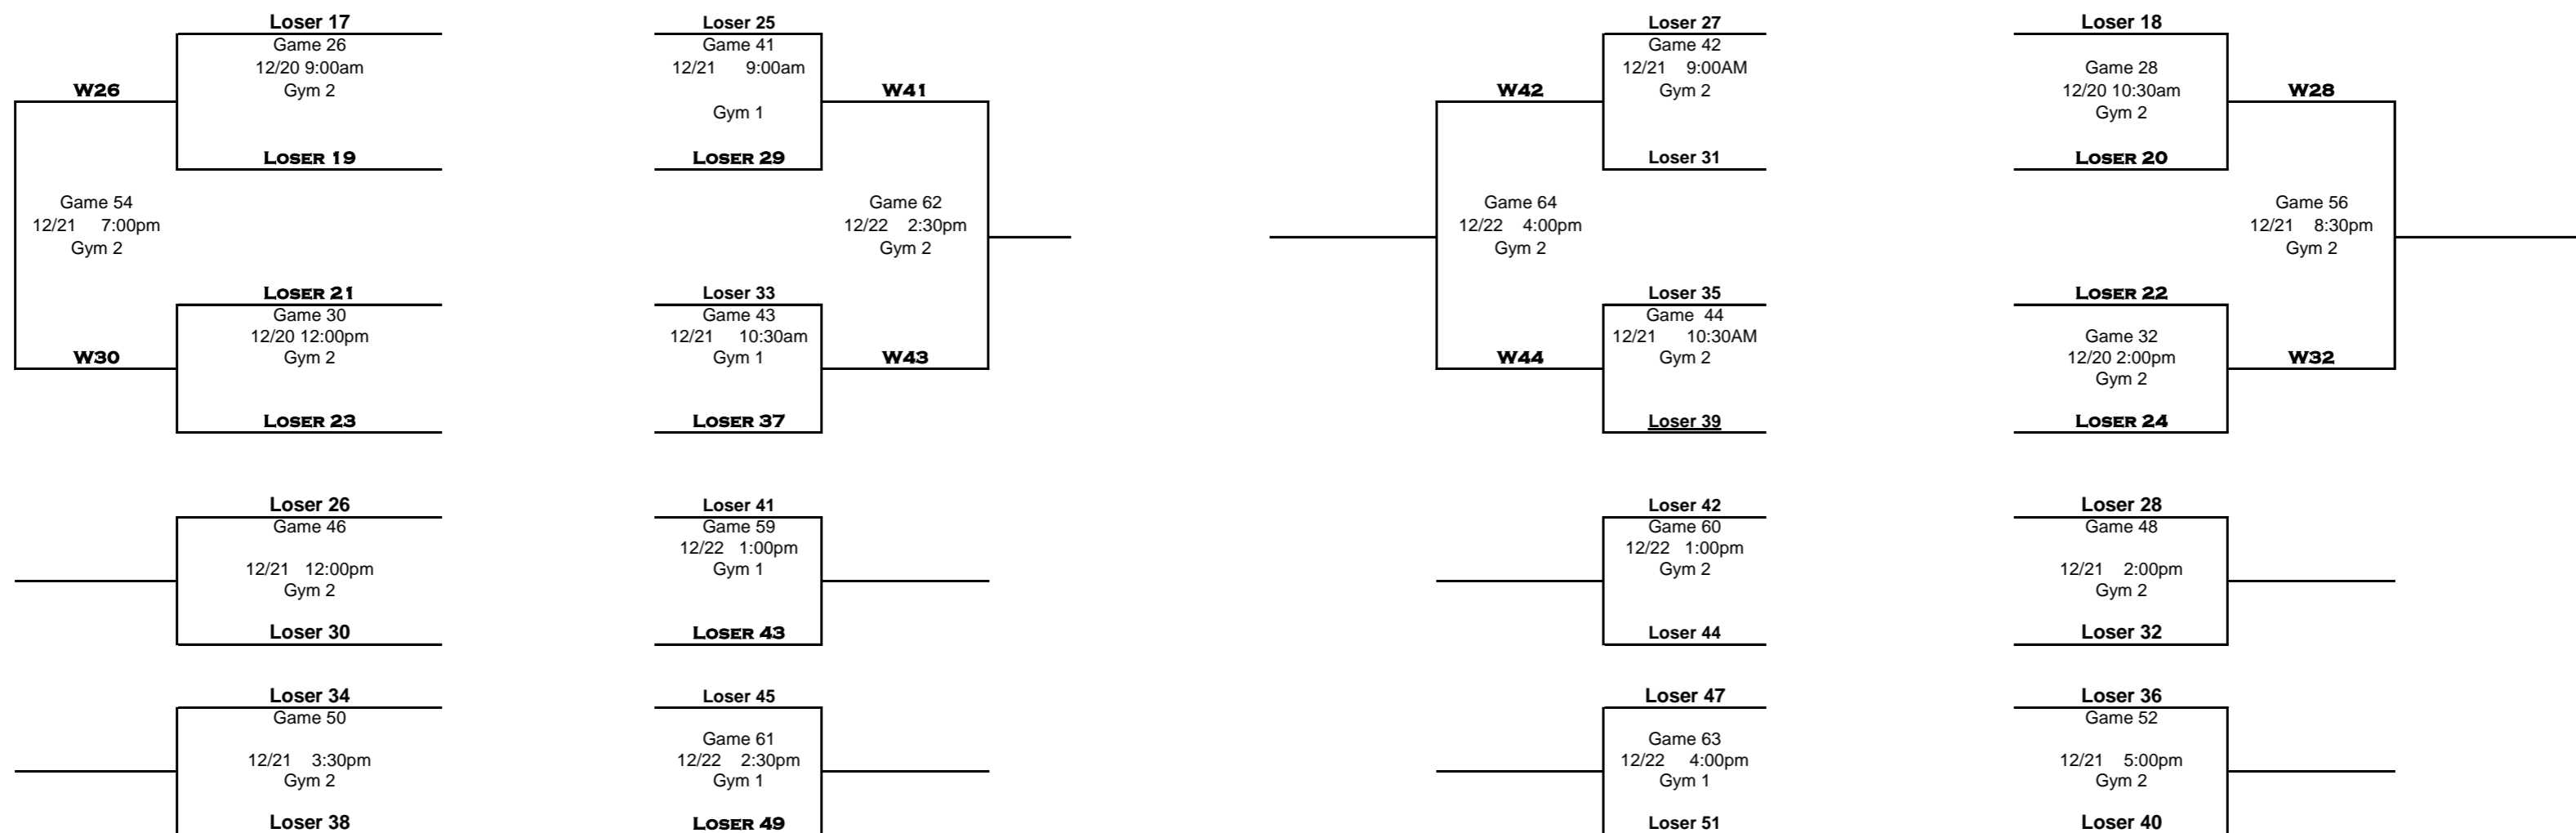 Loser 17
Game 26
12/20 9:00am
Gym 2
W26
LOSER 19
Game 54
12/21 7:00pm
Gym 2
LOSER 21
Game 30
12/20 12:00pm
Gym 2
W30
LOSER 23
Loser 25
Game 41
12/21 9:00am
Gym 1
W41
LOSER 29
Game 62
12/22 2:30pm
Gym 2
Loser 33
Game 43
12/21 10:30am
Gym 1
W43
LOSER 37
Loser 27
Game 42
12/21 9:00AM
Gym 2
W42
Loser 31
Game 64
12/22 4:00pm
Gym 2
Loser 35
Game 44
12/21 10:30AM
Gym 2
W44
Loser 39
Loser 18
Game 28
12/20 10:30am
Gym 2
W28
LOSER 20
Game 56
12/21 8:30pm
Gym 2
LOSER 22
Game 32
12/20 2:00pm
Gym 2
W32
LOSER 24
Loser 26
Game 46
12/21 12:00pm
Gym 2
Loser 30
Loser 41
Game 59
12/22 1:00pm
Gym 1
LOSER 43
Loser 42
Game 60
12/22 1:00pm
Gym 2
Loser 44
Loser 28
Game 48
12/21 2:00pm
Gym 2
Loser 32
Loser 34
Game 50
12/21 3:30pm
Gym 2
Loser 38
Loser 45
Game 61
12/22 2:30pm
Gym 1
LOSER 49
Loser 47
Game 63
12/22 4:00pm
Gym 1
Loser 51
Loser 36
Game 52
12/21 5:00pm
Gym 2
Loser 40